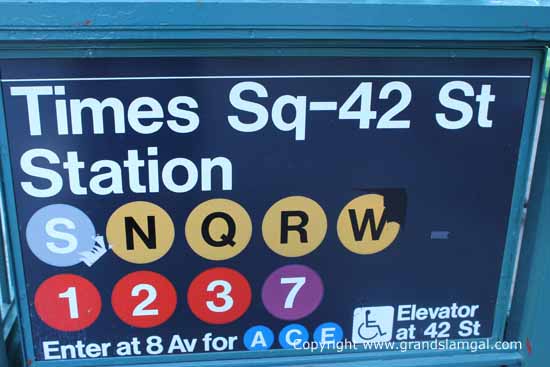 Times Sq-42 St
Station
S N Q R W
1 2 3 7
Enter at 8 Av for A C E
Elevator
at 42 St
Copyright www.grandslamgal.com